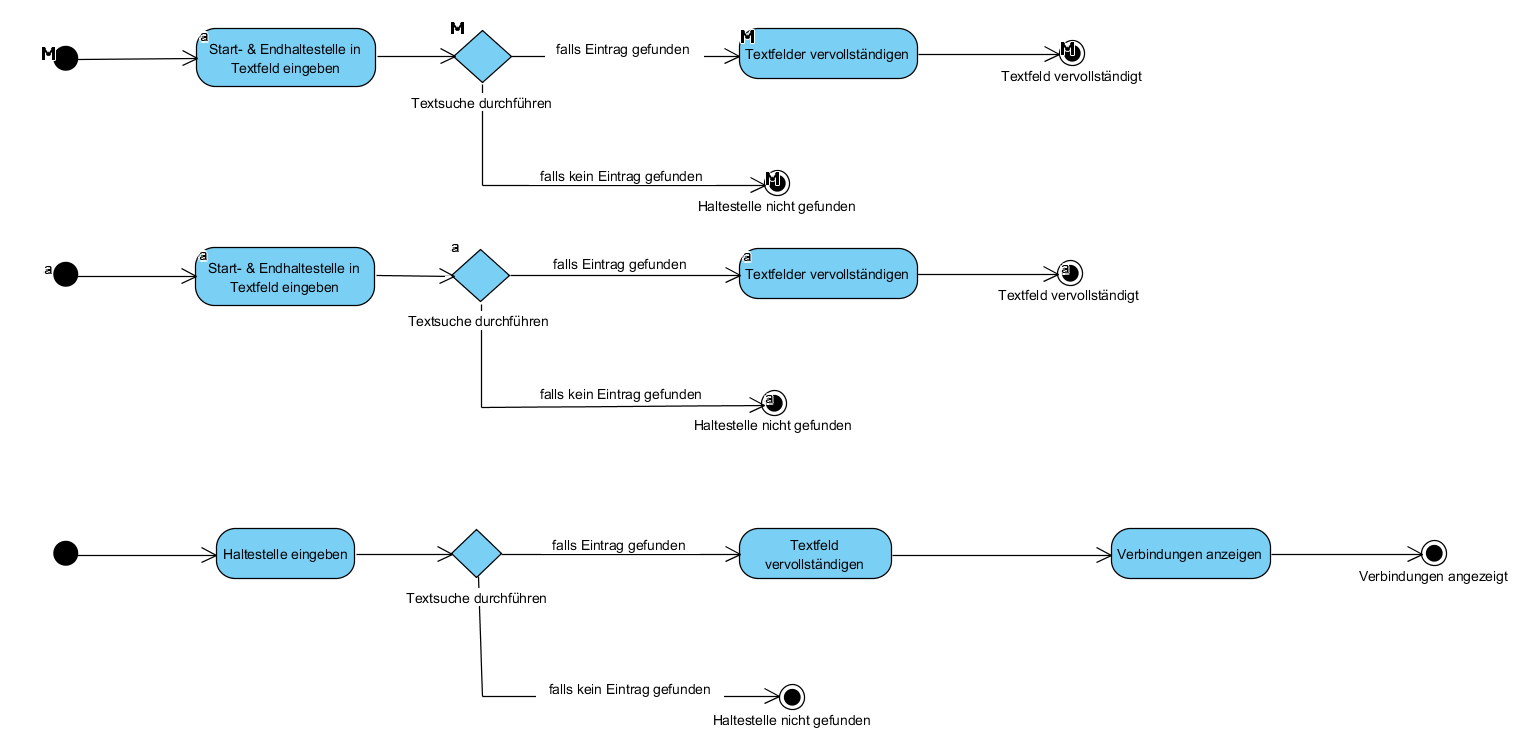 M
a
Start- & Endhaltestelle in
Textfeld eingeben
M
Textsuche durchführen
falls Eintrag gefunden
M
Textfelder vervollständigen
M
Textfeld vervollständigt
falls kein Eintrag gefunden
M
Haltestelle nicht gefunden
a
a
Start- & Endhaltestelle in
Textfeld eingeben
a
Textsuche durchführen
falls Eintrag gefunden
a
Textfelder vervollständigen
a
Textfeld vervollständigt
falls kein Eintrag gefunden
a
Haltestelle nicht gefunden
Haltestelle eingeben
Textsuche durchführen
falls Eintrag gefunden
Textfeld
vervollständigen
Verbindungen anzeigen
Verbindungen angezeigt
falls kein Eintrag gefunden
Haltestelle nicht gefunden